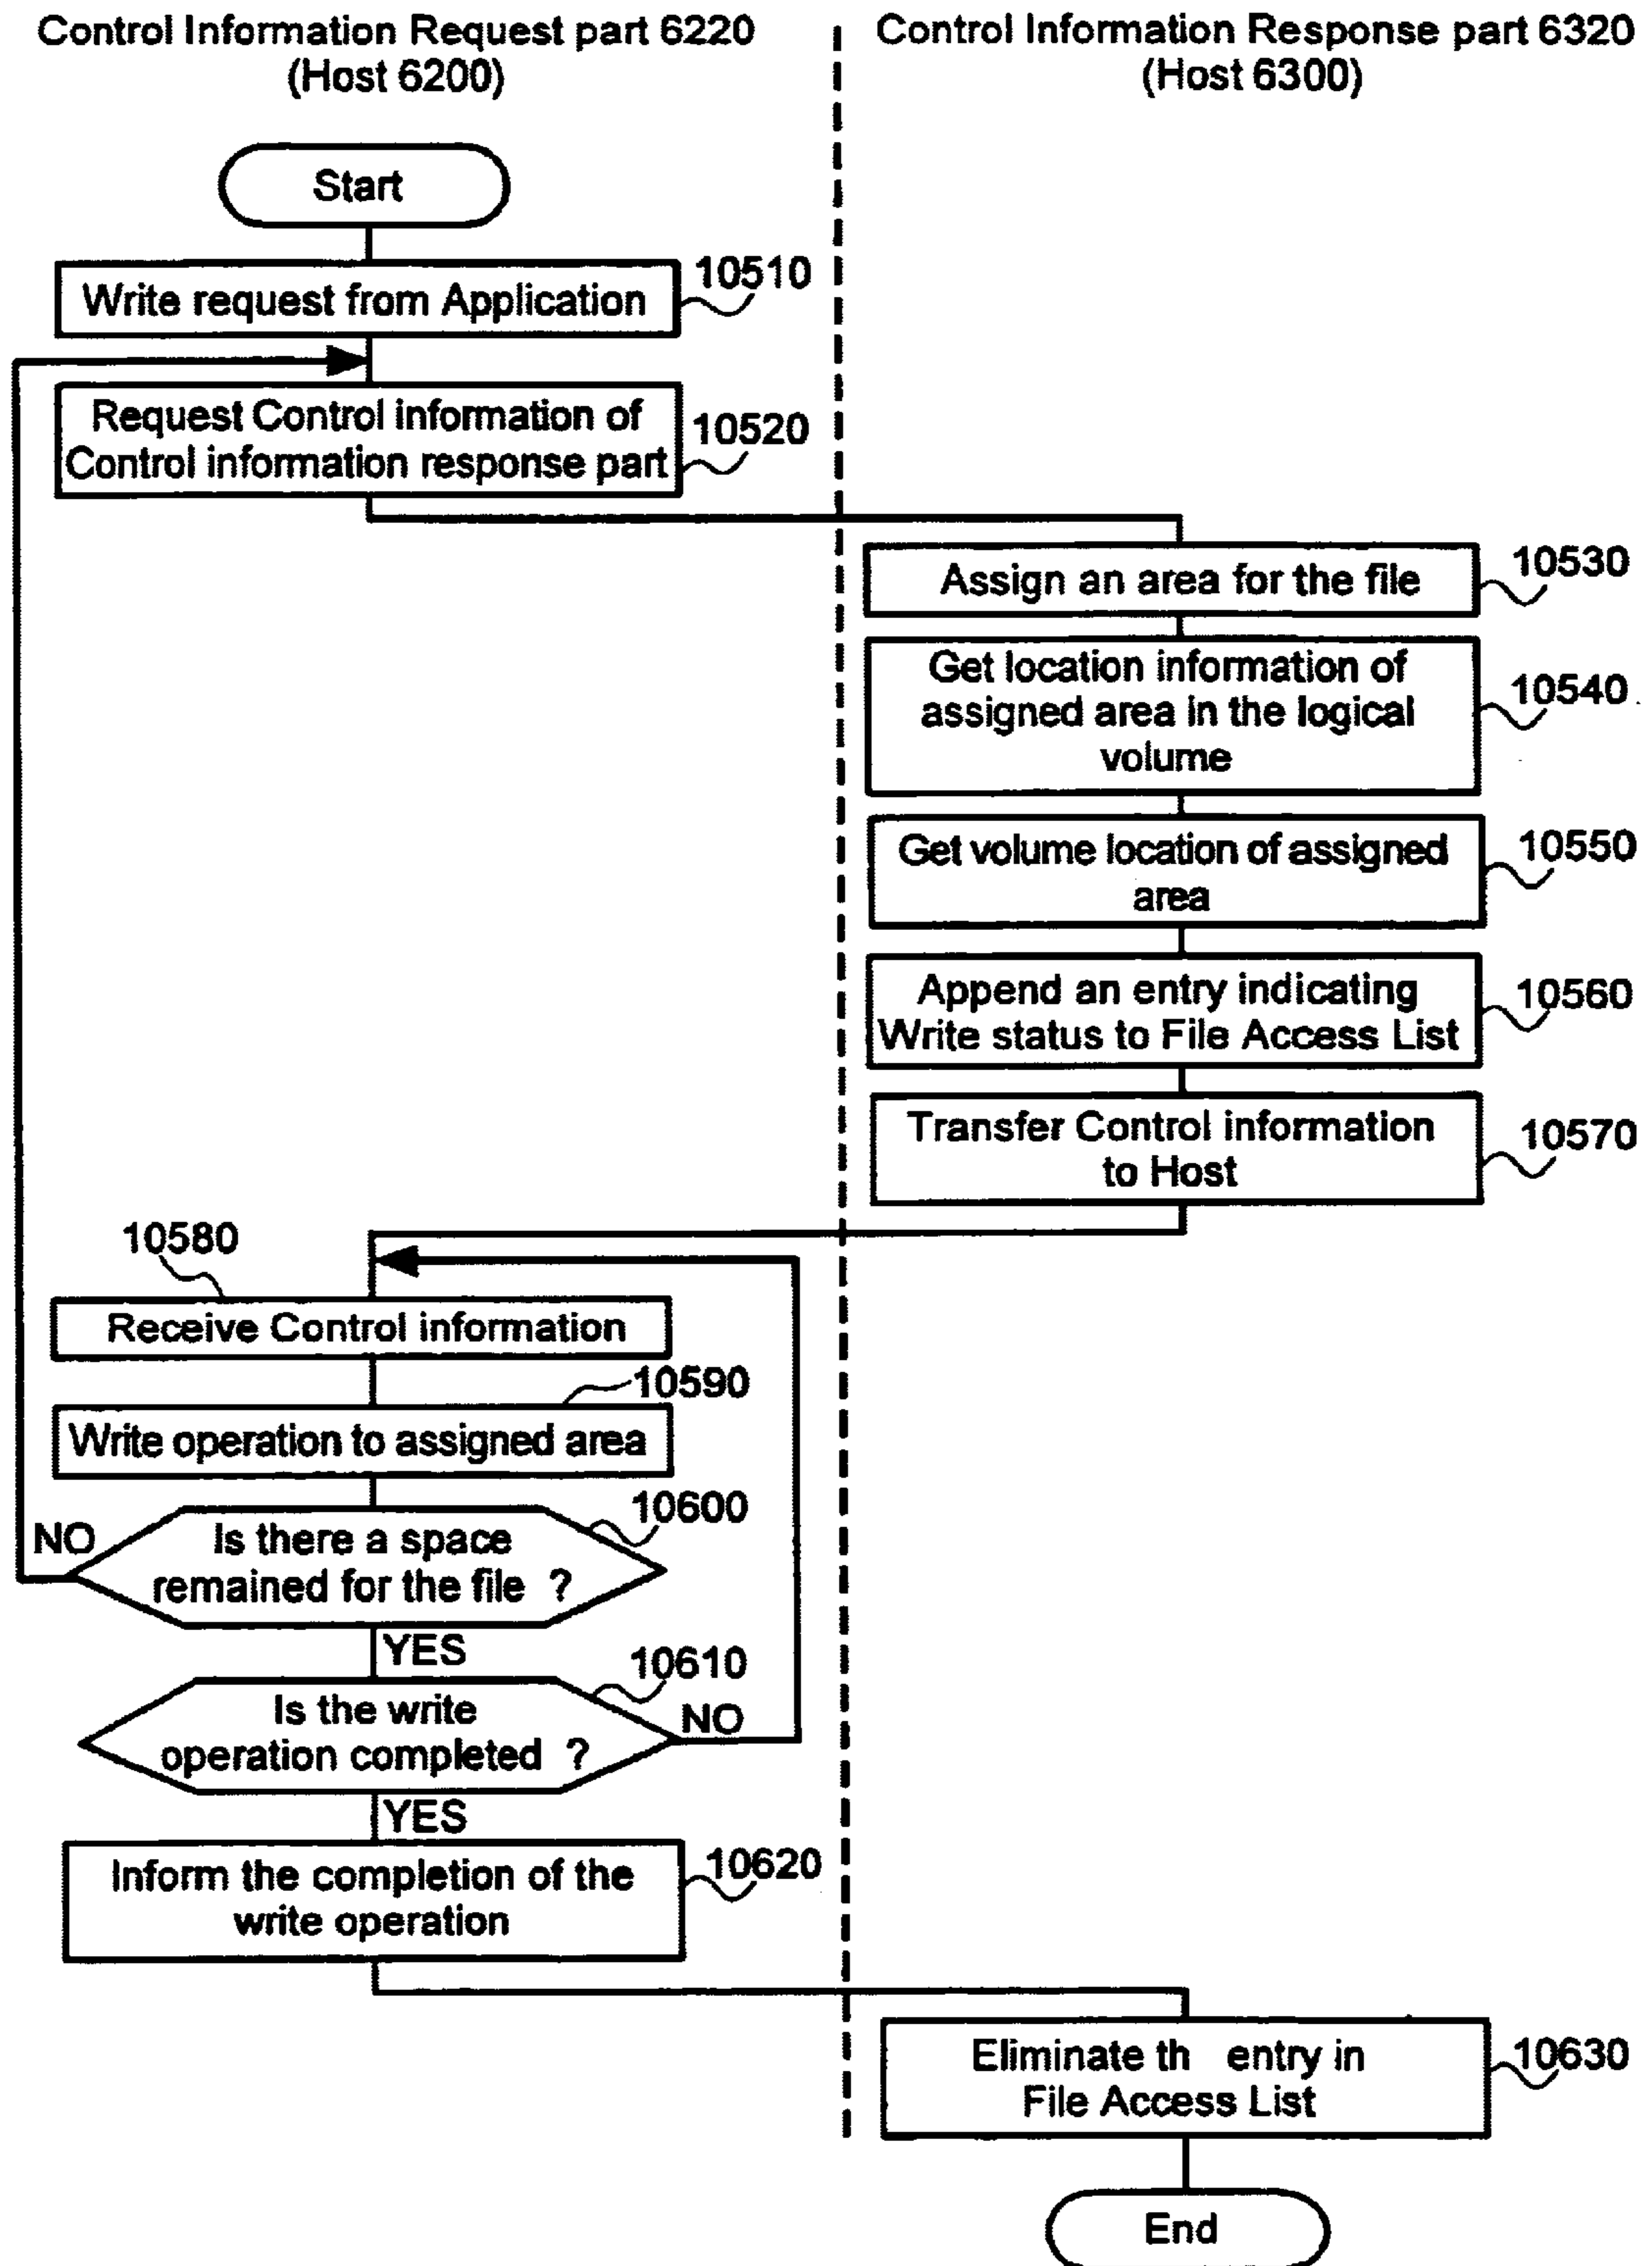 Control Information Request part 6220
(Host 6200)
Control Information Response part 6320
(Host 6300)
Start
Write request from Application
10510
Request Control information of
Control information response part
10520
Assign an area for the file
10530
Get location information of
assigned area in the logical
volume
10540
Get volume location of assigned
area
10550
Append an entry indicating
Write status to File Access List
10560
Transfer Control information
to Host
10570
10580
Receive Control information
10590
Write operation to assigned area
10600
NO
Is there a space
remained for the file ?
YES
10610
Is the write
operation completed ?
NO
YES
Inform the completion of the
write operation
10620
Eliminate th entry in
File Access List
10630
End